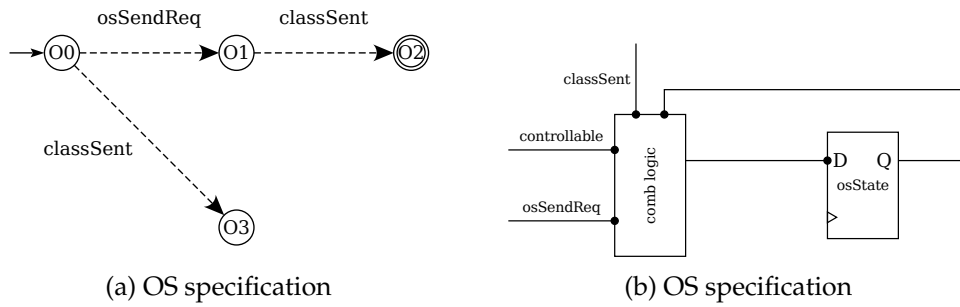 osSendReq
classSent
O0
O1
O2
classSent
O3
(a) OS specification
classSent
controllable
osSendReq
comb logic
D
Q
osState
(b) OS specification